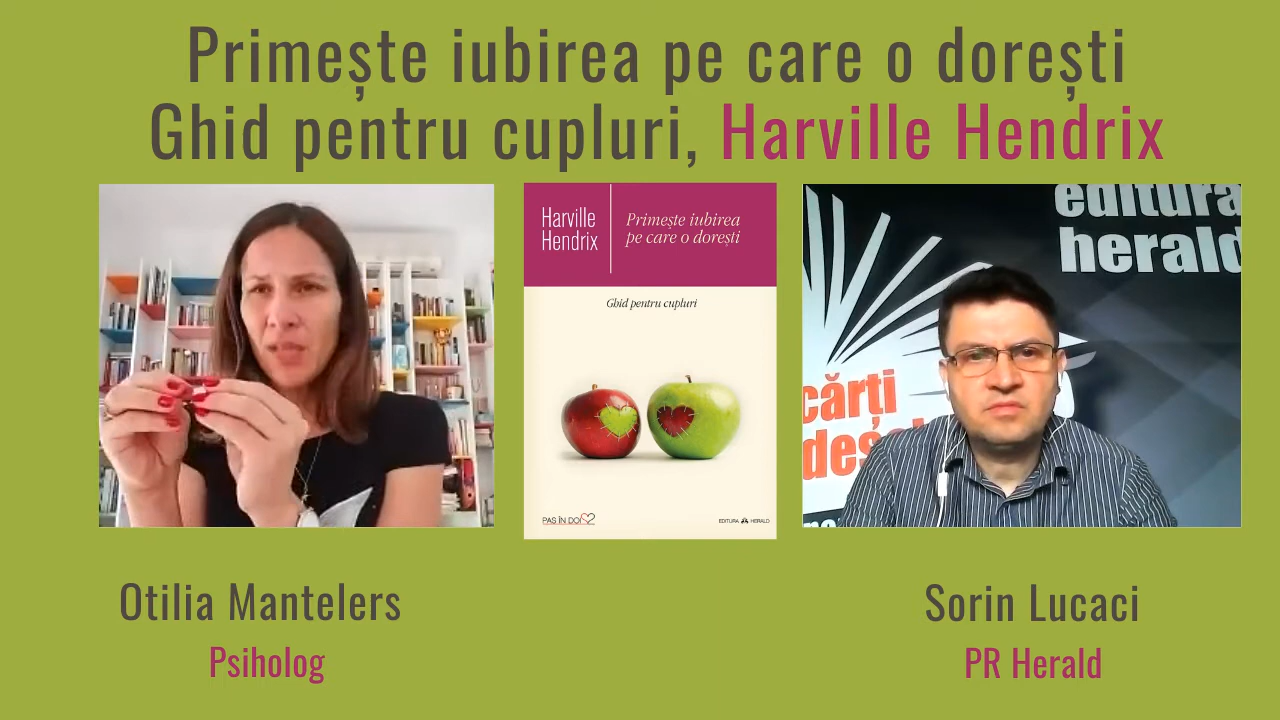 Primește iubirea pe care o dorești
Ghid pentru cupluri, Harville Hendrix
Harville
Hendrix
Primește iubirea
pe care o dorești
Ghid pentru cupluri
PAS ÎN DOI
EDITURA HERALD
editura
herald
cărți
Otilia Mantelers
Psiholog
Sorin Lucaci
PR Herald